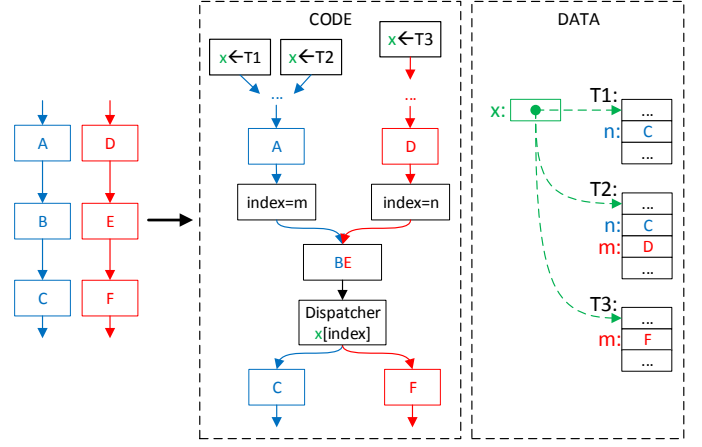 CODE
DATA
x←T1
x←T2
x←T3
...
...
A
D
A
D
index=m
index=n
B
E
BE
C
F
Dispatcher
x[index]
C
F
x:
T1:
...
n:
C
...
T2:
...
n:
C
m:
D
...
T3:
...
m:
F
...